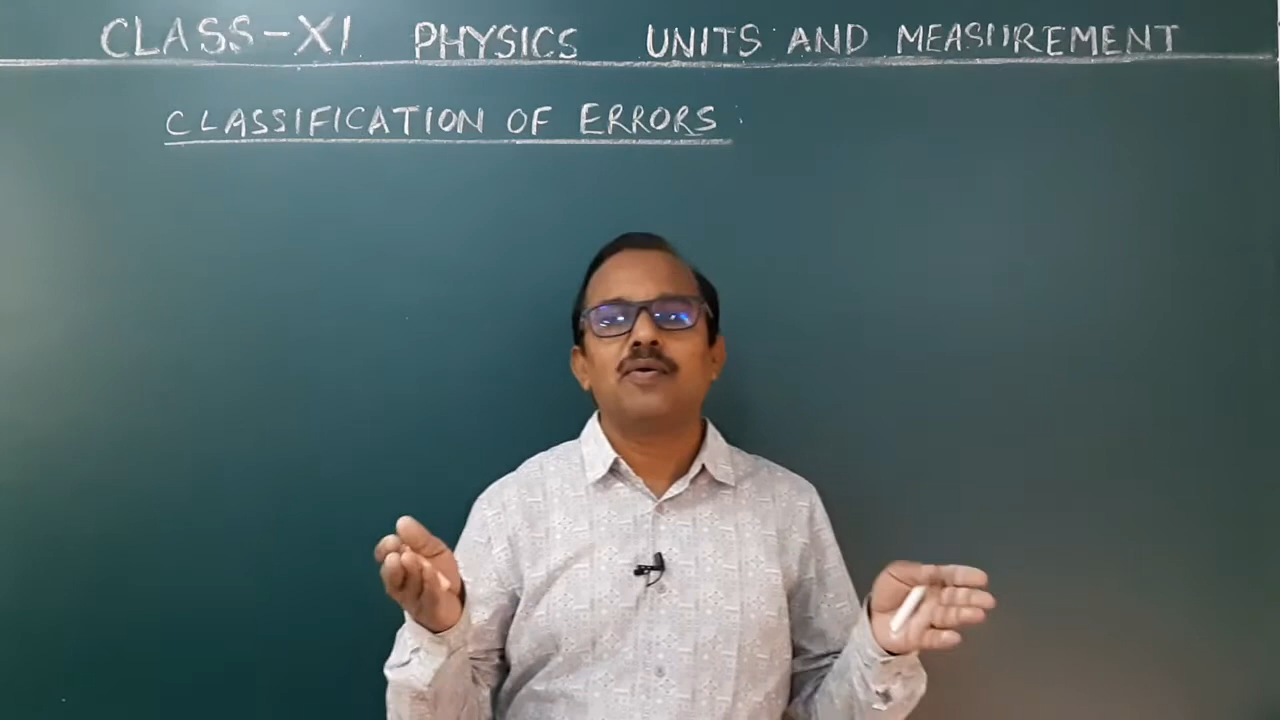 CLASS-XI PHYSICS UNITS AND MEASUREMENT
CLASSIFICATION OF ERRORS: